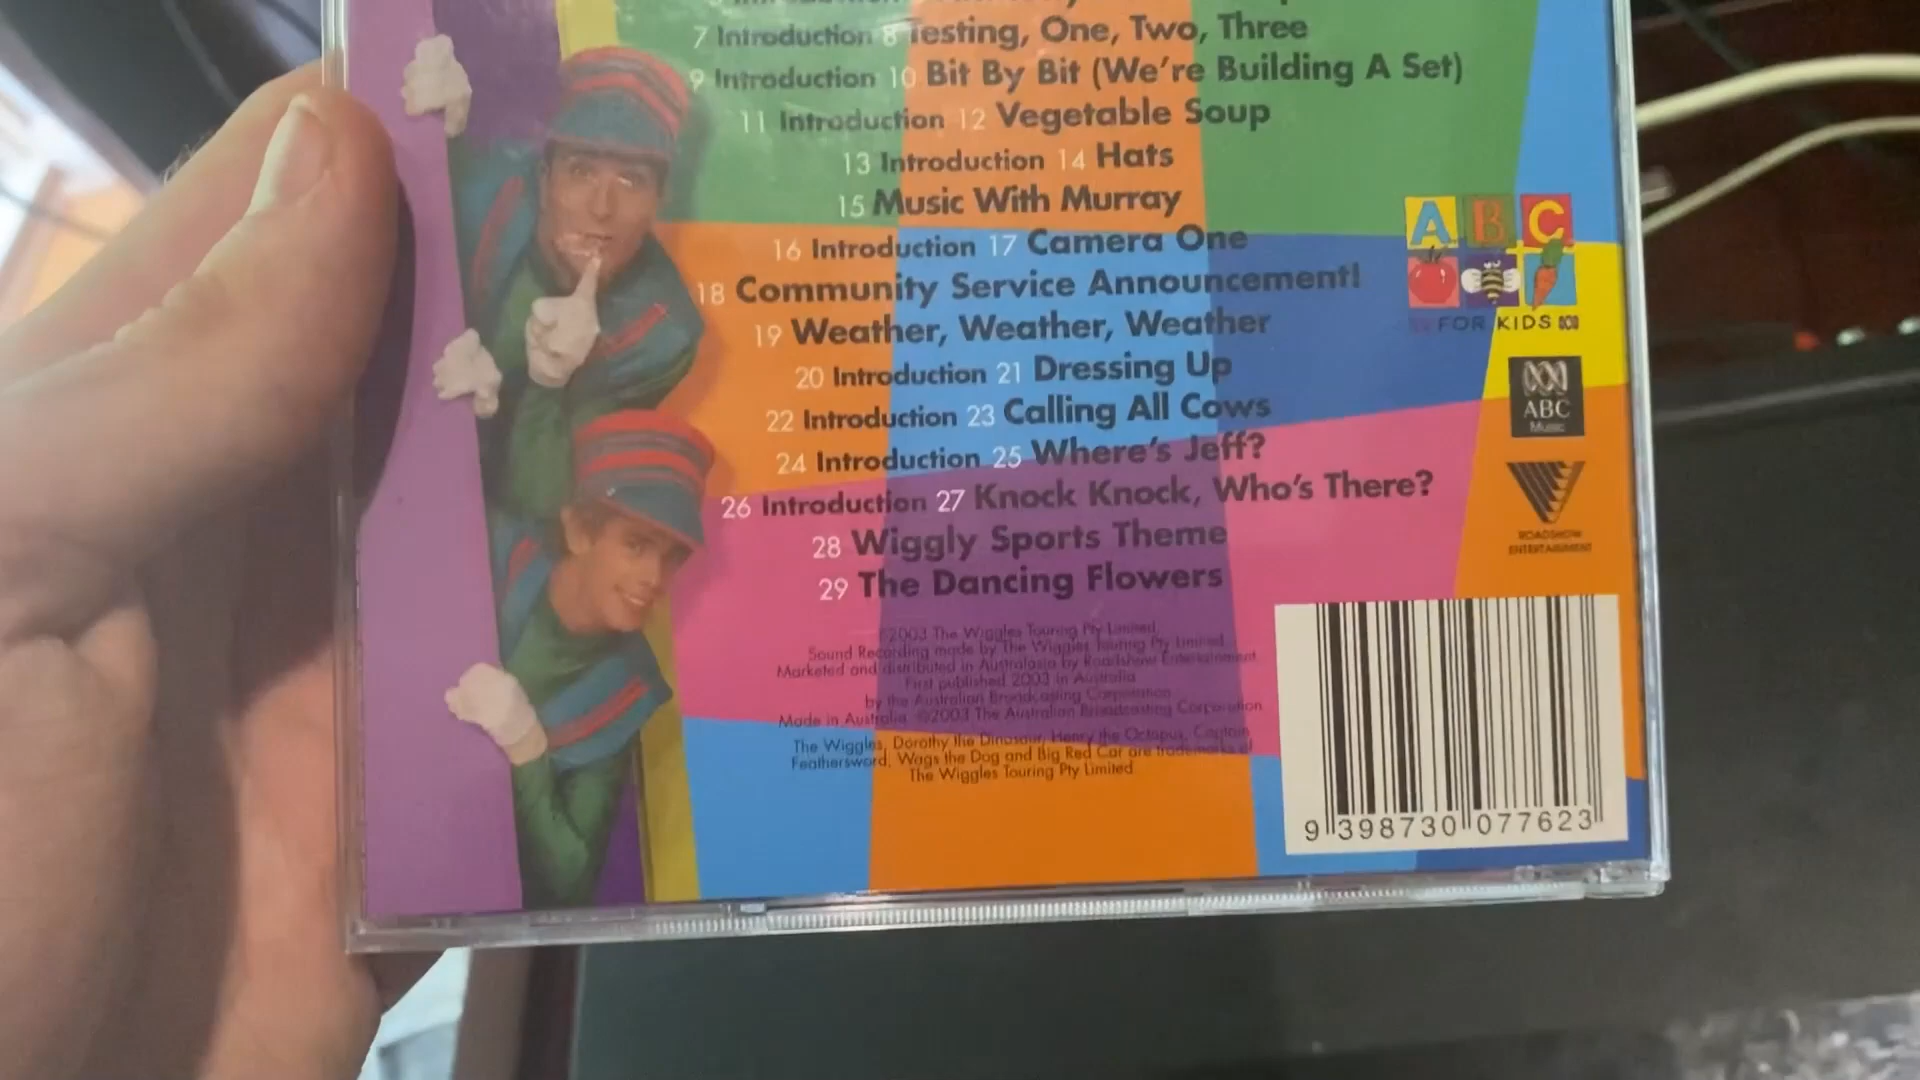 7 Introduction 8 Testing, One, Two, Three
9 Introduction 10 Bit By Bit (We're Building A Set)
11 Introduction 12 Vegetable Soup
13 Introduction 14 Hats
15 Music With Murray
16 Introduction 17 Camera One
18 Community Service Announcement!
19 Weather, Weather, Weather
20 Introduction 21 Dressing Up
22 Introduction 23 Calling All Cows
24 Introduction 25 Where's Jeff?
26 Introduction 27 Knock Knock, Who's There?
28 Wiggly Sports Theme
29 The Dancing Flowers
©2003 The Wiggles Touring Pty Limited.
Sound Recording made by The Wiggles Touring Pty Limited.
Marketed and distributed in Australasia by Roadshow Entertainment
First published 2003 in Australia
by the Australian Broadcasting Corporation
Made in Australia. ©2003 The Australian Broadcasting Corporation
The Wiggles, Dorothy the Dinosaur, Henry the Octopus, Captain
Feathersword, Wags the Dog and Big Red Car are trademarks of
The Wiggles Touring Pty Limited
ABC
FOR KIDS
ABC
Music
ROADSHOW
ENTERTAINMENT
9 398730 077623